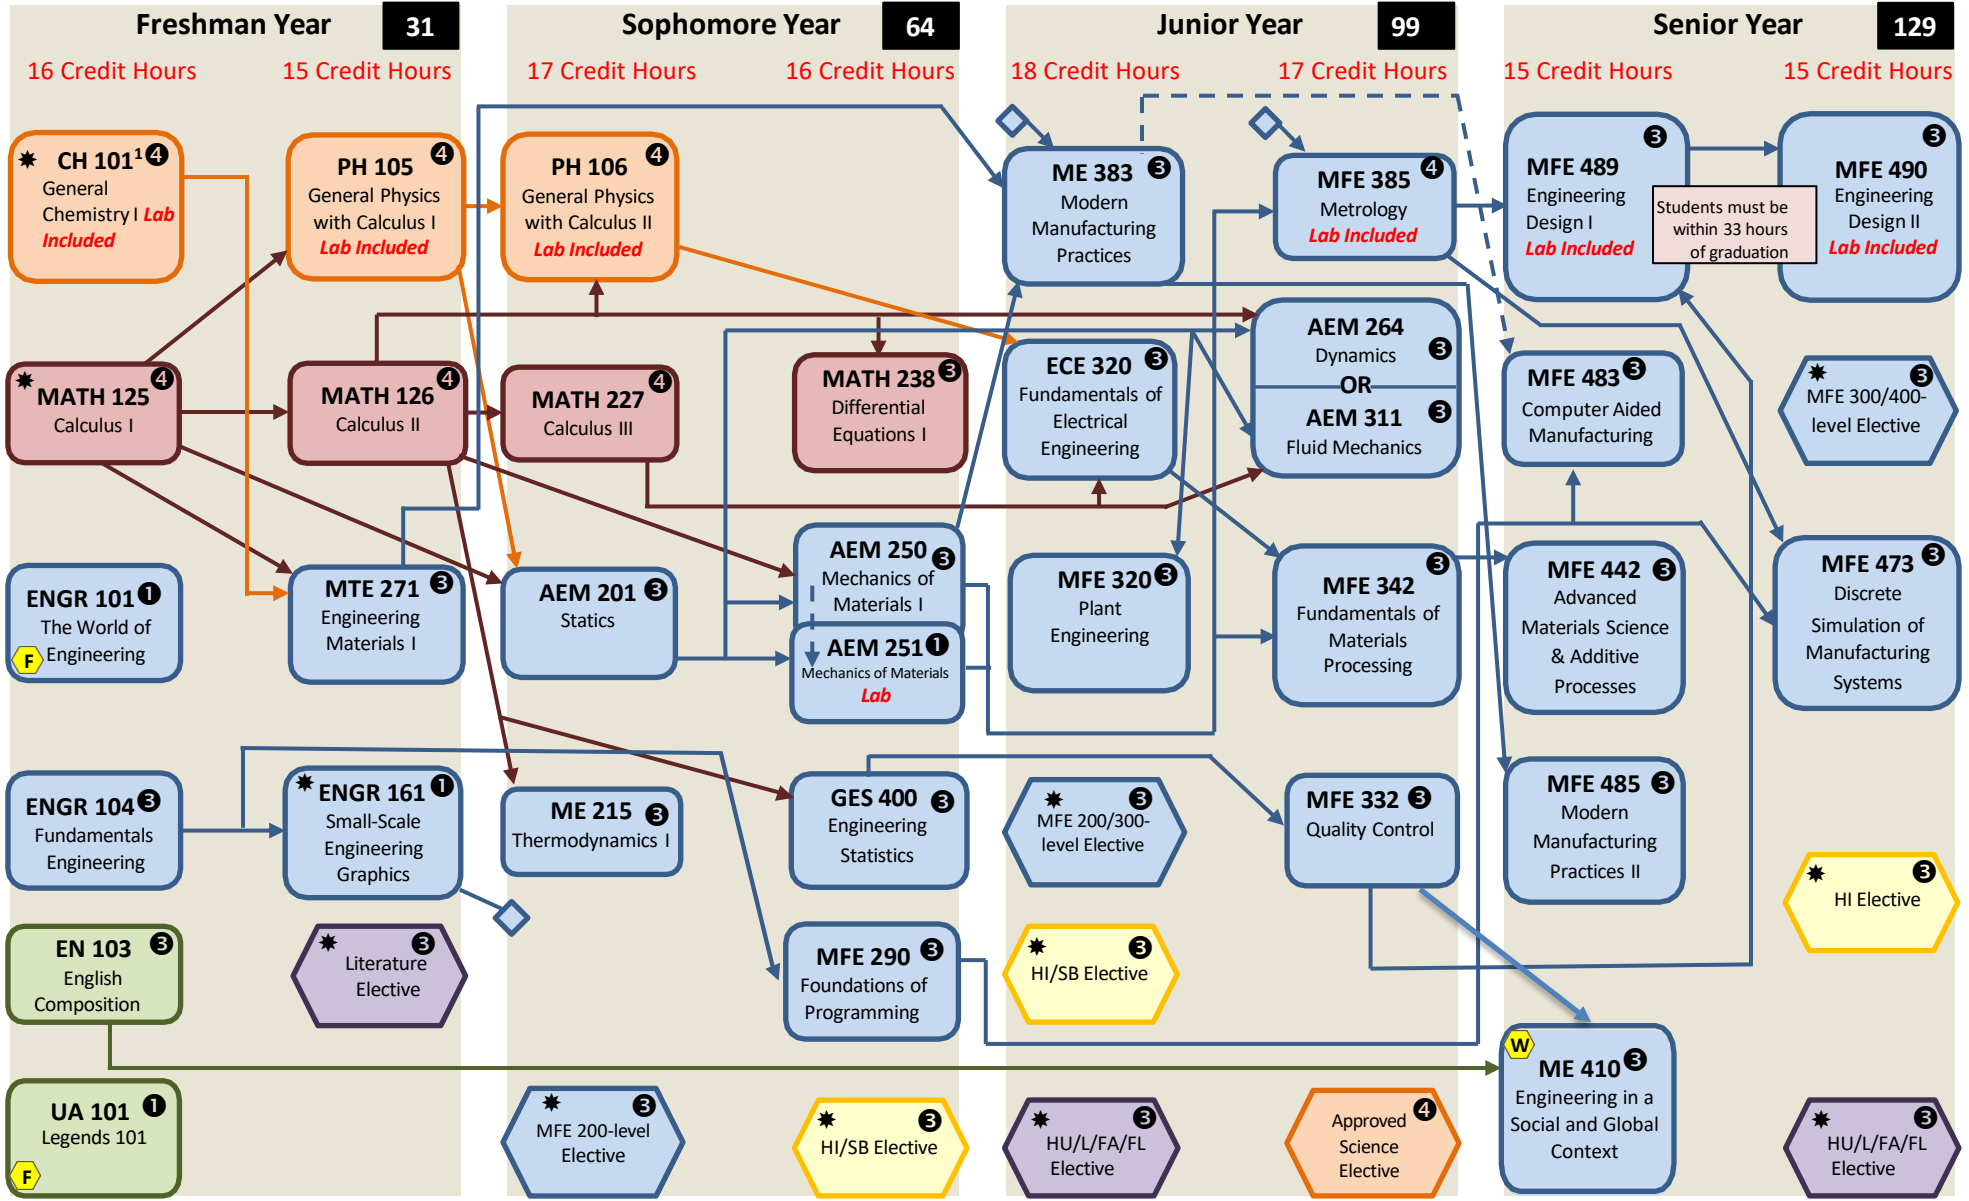 Freshman Year 31
Sophomore Year 64
Junior Year 99
Senior Year 129
16 Credit Hours
15 Credit Hours
17 Credit Hours
16 Credit Hours
18 Credit Hours
17 Credit Hours
15 Credit Hours
15 Credit Hours
CH 101¹ 4
General
Chemistry I Lab
Included
MATH 125 4
Calculus I
ENGR 101 1
The World of
Engineering
F
ENGR 104 3
Fundamentals
Engineering
EN 103 3
English
Composition
UA 101 1
Legends 101
F
PH 105 4
General Physics
with Calculus I
Lab Included
MATH 126 4
Calculus II
MTE 271 3
Engineering
Materials I
ENGR 161 1
Small-Scale
Engineering
Graphics
3
Literature
Elective
PH 106 4
General Physics
with Calculus II
Lab Included
MATH 227 4
Calculus III
AEM 201 3
Statics
ME 215 3
Thermodynamics I
3
MFE 200-level
Elective
MATH 238 3
Differential
Equations I
AEM 250 3
Mechanics of
Materials I
AEM 251 1
Mechanics of Materials
Lab
GES 400 3
Engineering
Statistics
MFE 290 3
Foundations of
Programming
3
HI/SB Elective
ME 383 3
Modern
Manufacturing
Practices
ECE 320 3
Fundamentals of
Electrical
Engineering
MFE 320 3
Plant
Engineering
3
MFE 200/300-
level Elective
3
HI/SB Elective
3
HU/L/FA/FL
Elective
MFE 385 4
Metrology
Lab Included
AEM 264
Dynamics 3
OR
AEM 311 3
Fluid Mechanics
MFE 342 3
Fundamentals of
Materials
Processing
MFE 332 3
Quality Control
4
Approved
Science
Elective
3
MFE 489
Engineering
Design I
Lab Included
Students must be
within 33 hours
of graduation
MFE 483 3
Computer Aided
Manufacturing
MFE 442 3
Advanced
Materials Science
& Additive
Processes
MFE 485 3
Modern
Manufacturing
Practices II
W
ME 410 3
Engineering in a
Social and Global
Context
3
MFE 490
Engineering
Design II
Lab Included
3
MFE 300/400-
level Elective
MFE 473 3
Discrete
Simulation of
Manufacturing
Systems
3
HI Elective
3
HU/L/FA/FL
Elective